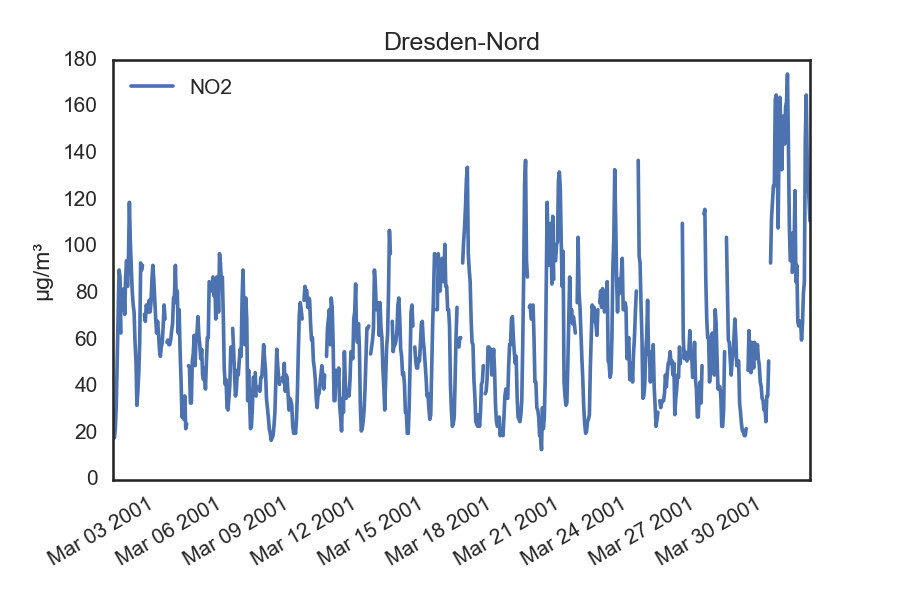 Dresden-Nord
180
160
140
120
100
80
60
40
20
0
µg/m³
NO2
Mar 03 2001
Mar 06 2001
Mar 09 2001
Mar 12 2001
Mar 15 2001
Mar 18 2001
Mar 21 2001
Mar 24 2001
Mar 27 2001
Mar 30 2001